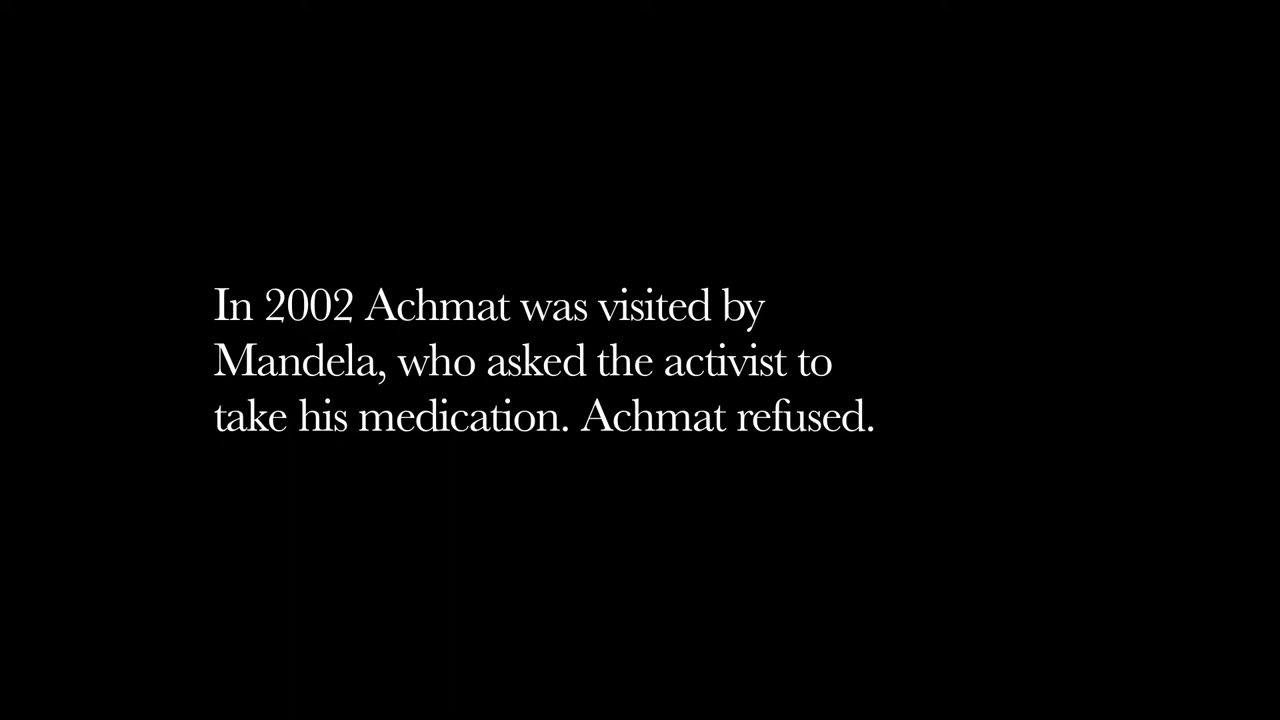 In 2002 Achmat was visited by
Mandela, who asked the activist to
take his medication. Achmat refused.